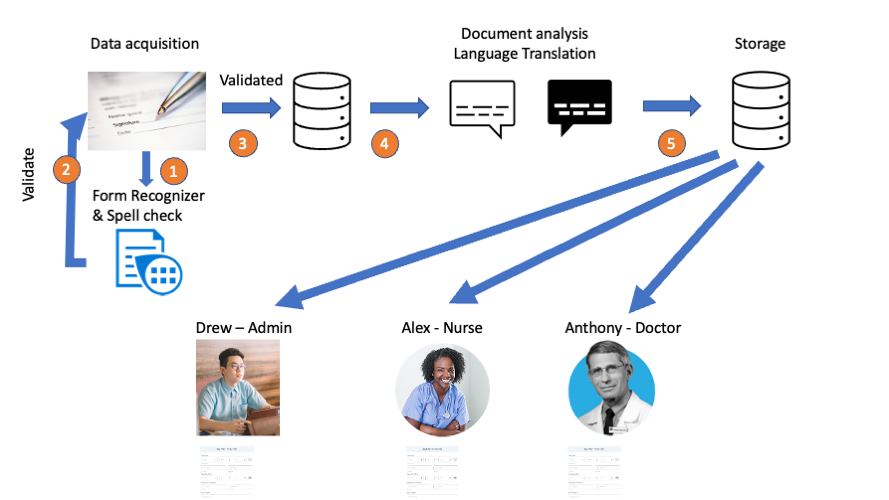 Data acquisition
Document analysis
Language Translation
Storage
Validated
Signature
3
4
5
Validate
2
1
Form Recognizer
& Spell check
Drew – Admin
Alex - Nurse
Anthony - Doctor